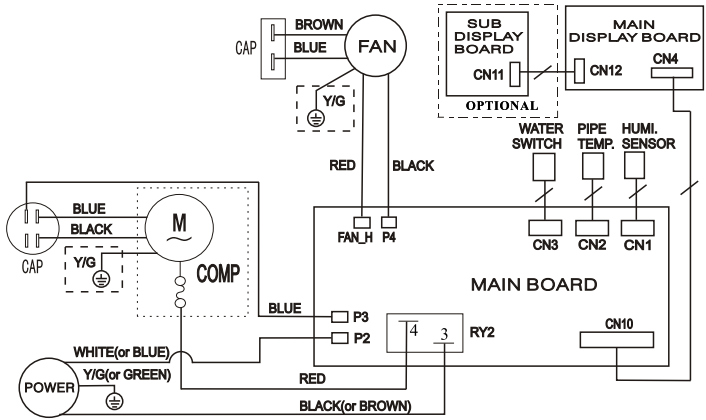 BROWN
CAP
BLUE
FAN
Y/G
RED
BLACK
SUB
DISPLAY
BOARD
CN11
OPTIONAL
CN12
MAIN
DISPLAY BOARD
CN4
WATER
SWITCH
PIPE
TEMP.
HUMI.
SENSOR
FAN_H
P4
CN3
CN2
CN1
MAIN BOARD
BLUE
BLACK
CAP
Y/G
M
~
COMP
BLUE
P3
P2
4
3
RY2
CN10
WHITE(or BLUE)
Y/G(or GREEN)
POWER
RED
BLACK(or BROWN)